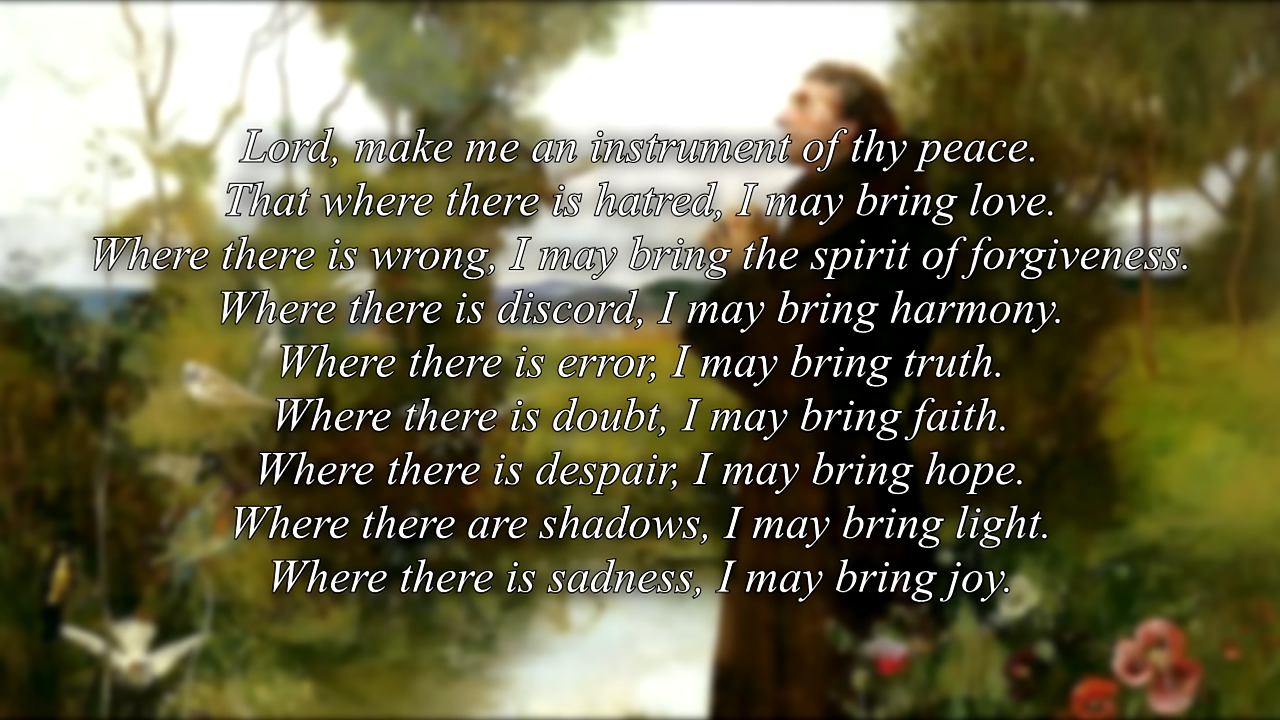 Lord, make me an instrument of thy peace.
That where there is hatred, I may bring love.
Where there is wrong, I may bring the spirit of forgiveness.
Where there is discord, I may bring harmony.
Where there is error, I may bring truth.
Where there is doubt, I may bring faith.
Where there is despair, I may bring hope.
Where there are shadows, I may bring light.
Where there is sadness, I may bring joy.